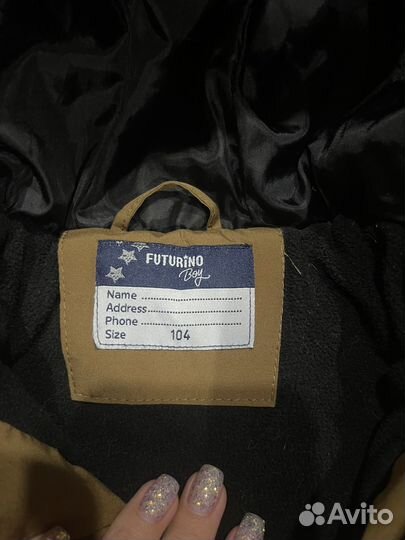 FUTURINO
Boy
Name ......................
Address...................
Phone .....................
Size 104
Avito